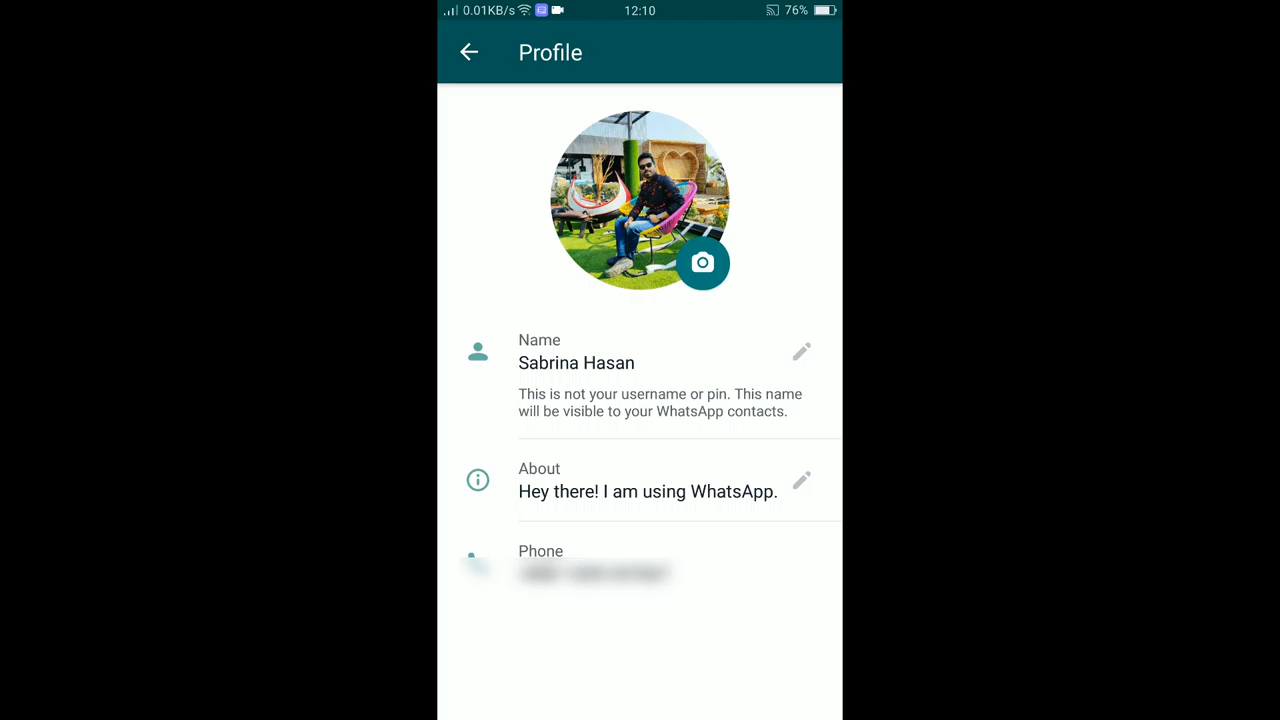 0.01KB/s 12:10 76%
Profile
Name
Sabrina Hasan
This is not your username or pin. This name
will be visible to your WhatsApp contacts.
About
Hey there! I am using WhatsApp.
Phone